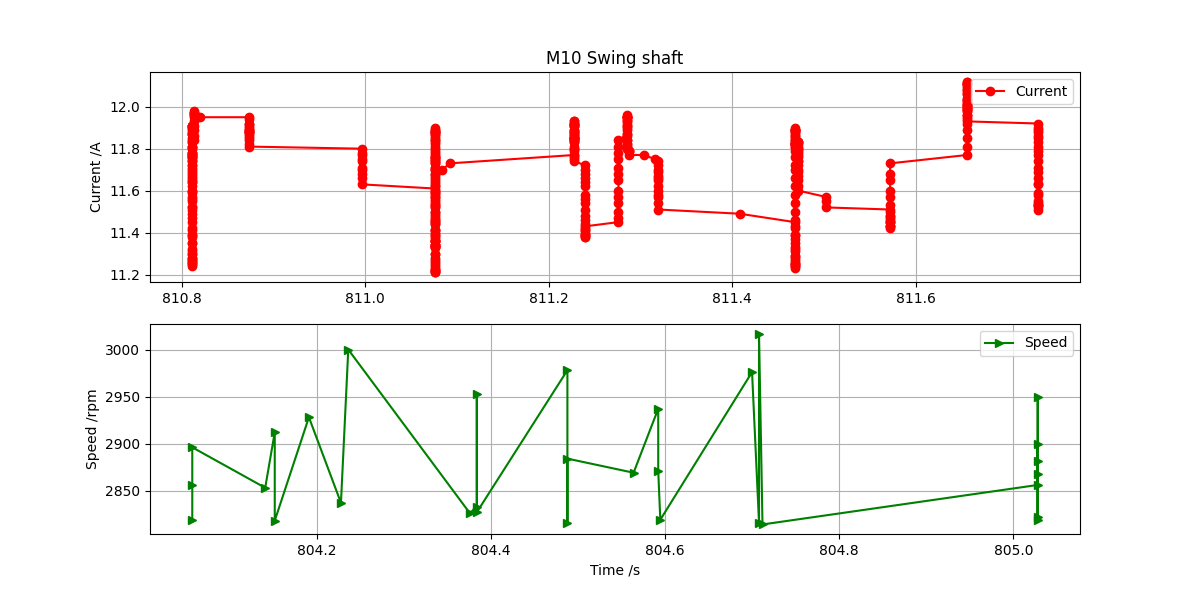 M10 Swing shaft
Current /A
12.0
11.8
11.6
11.4
11.2
Current
810.8 811.0 811.2 811.4 811.6
Speed /rpm
3000
2950
2900
2850
Speed
804.2 804.4 804.6 804.8 805.0
Time /s